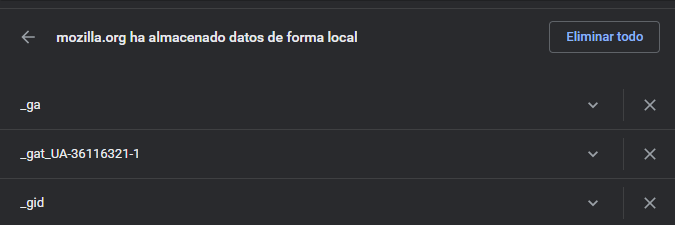 mozilla.org ha almacenado datos de forma local
Eliminar todo
_ga
_gat_UA-36116321-1
_gid